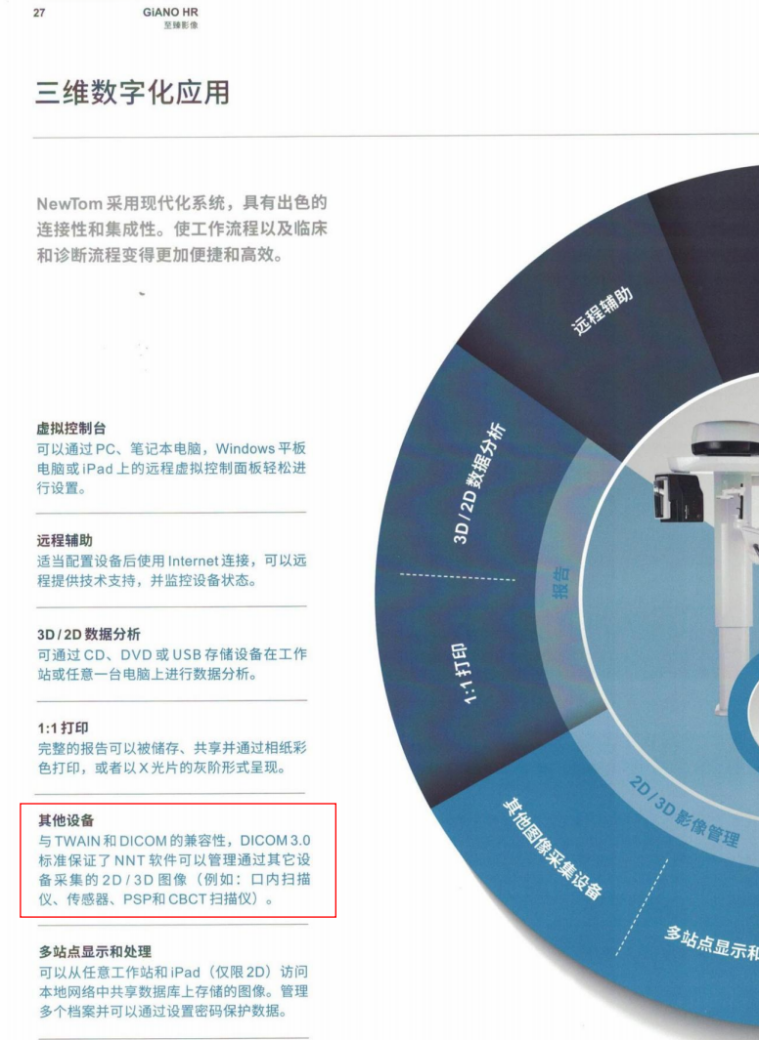 27
GiANO HR
至臻影像
三维数字化应用
NewTom 采用现代化系统，具有出色的
连接性和集成性。使工作流程以及临床
和诊断流程变得更加便捷和高效。
虚拟控制台
可以通过 PC、笔记本电脑，Windows 平板
电脑或 iPad 上的远程虚拟控制面板轻松进
行设置。
远程辅助
适当配置设备后使用 Internet 连接，可以远
程提供技术支持，并监控设备状态。
3D / 2D 数据分析
可通过 CD、DVD 或 USB 存储设备在工作
站或任意一台电脑上进行数据分析。
1:1 打印
完整的报告可以被储存、共享并通过相纸彩
色打印，或者以 X 光片的灰阶形式呈现。
其他设备
与 TWAIN 和 DICOM 的兼容性，DICOM 3.0
标准保证了 NNT 软件可以管理通过其它设
备采集的 2D / 3D 图像（例如：口内扫描
仪、传感器、PSP和 CBCT 扫描仪）。
多站点显示和处理
可以从任意工作站和 iPad（仅限 2D）访问
本地网络中共享数据库上存储的图像。管理
多个档案并可以通过设置密码保护数据。
远程辅助
3D / 2D 数据分析
报告
1:1 打印
2D / 3D 影像管理
其他图像采集设备
多站点显示和